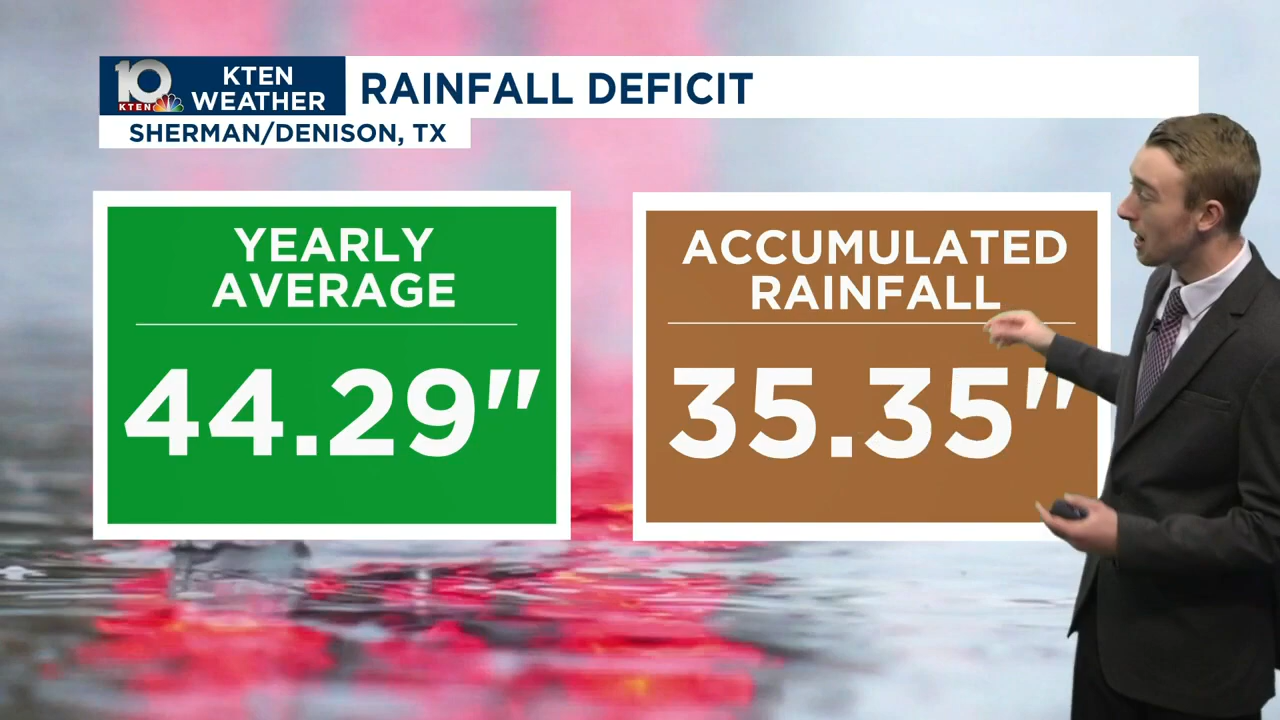 10
KTEN
KTEN
WEATHER
RAINFALL DEFICIT
SHERMAN/DENISON, TX
YEARLY
AVERAGE
44.29"
ACCUMULATED
RAINFALL
35.35"